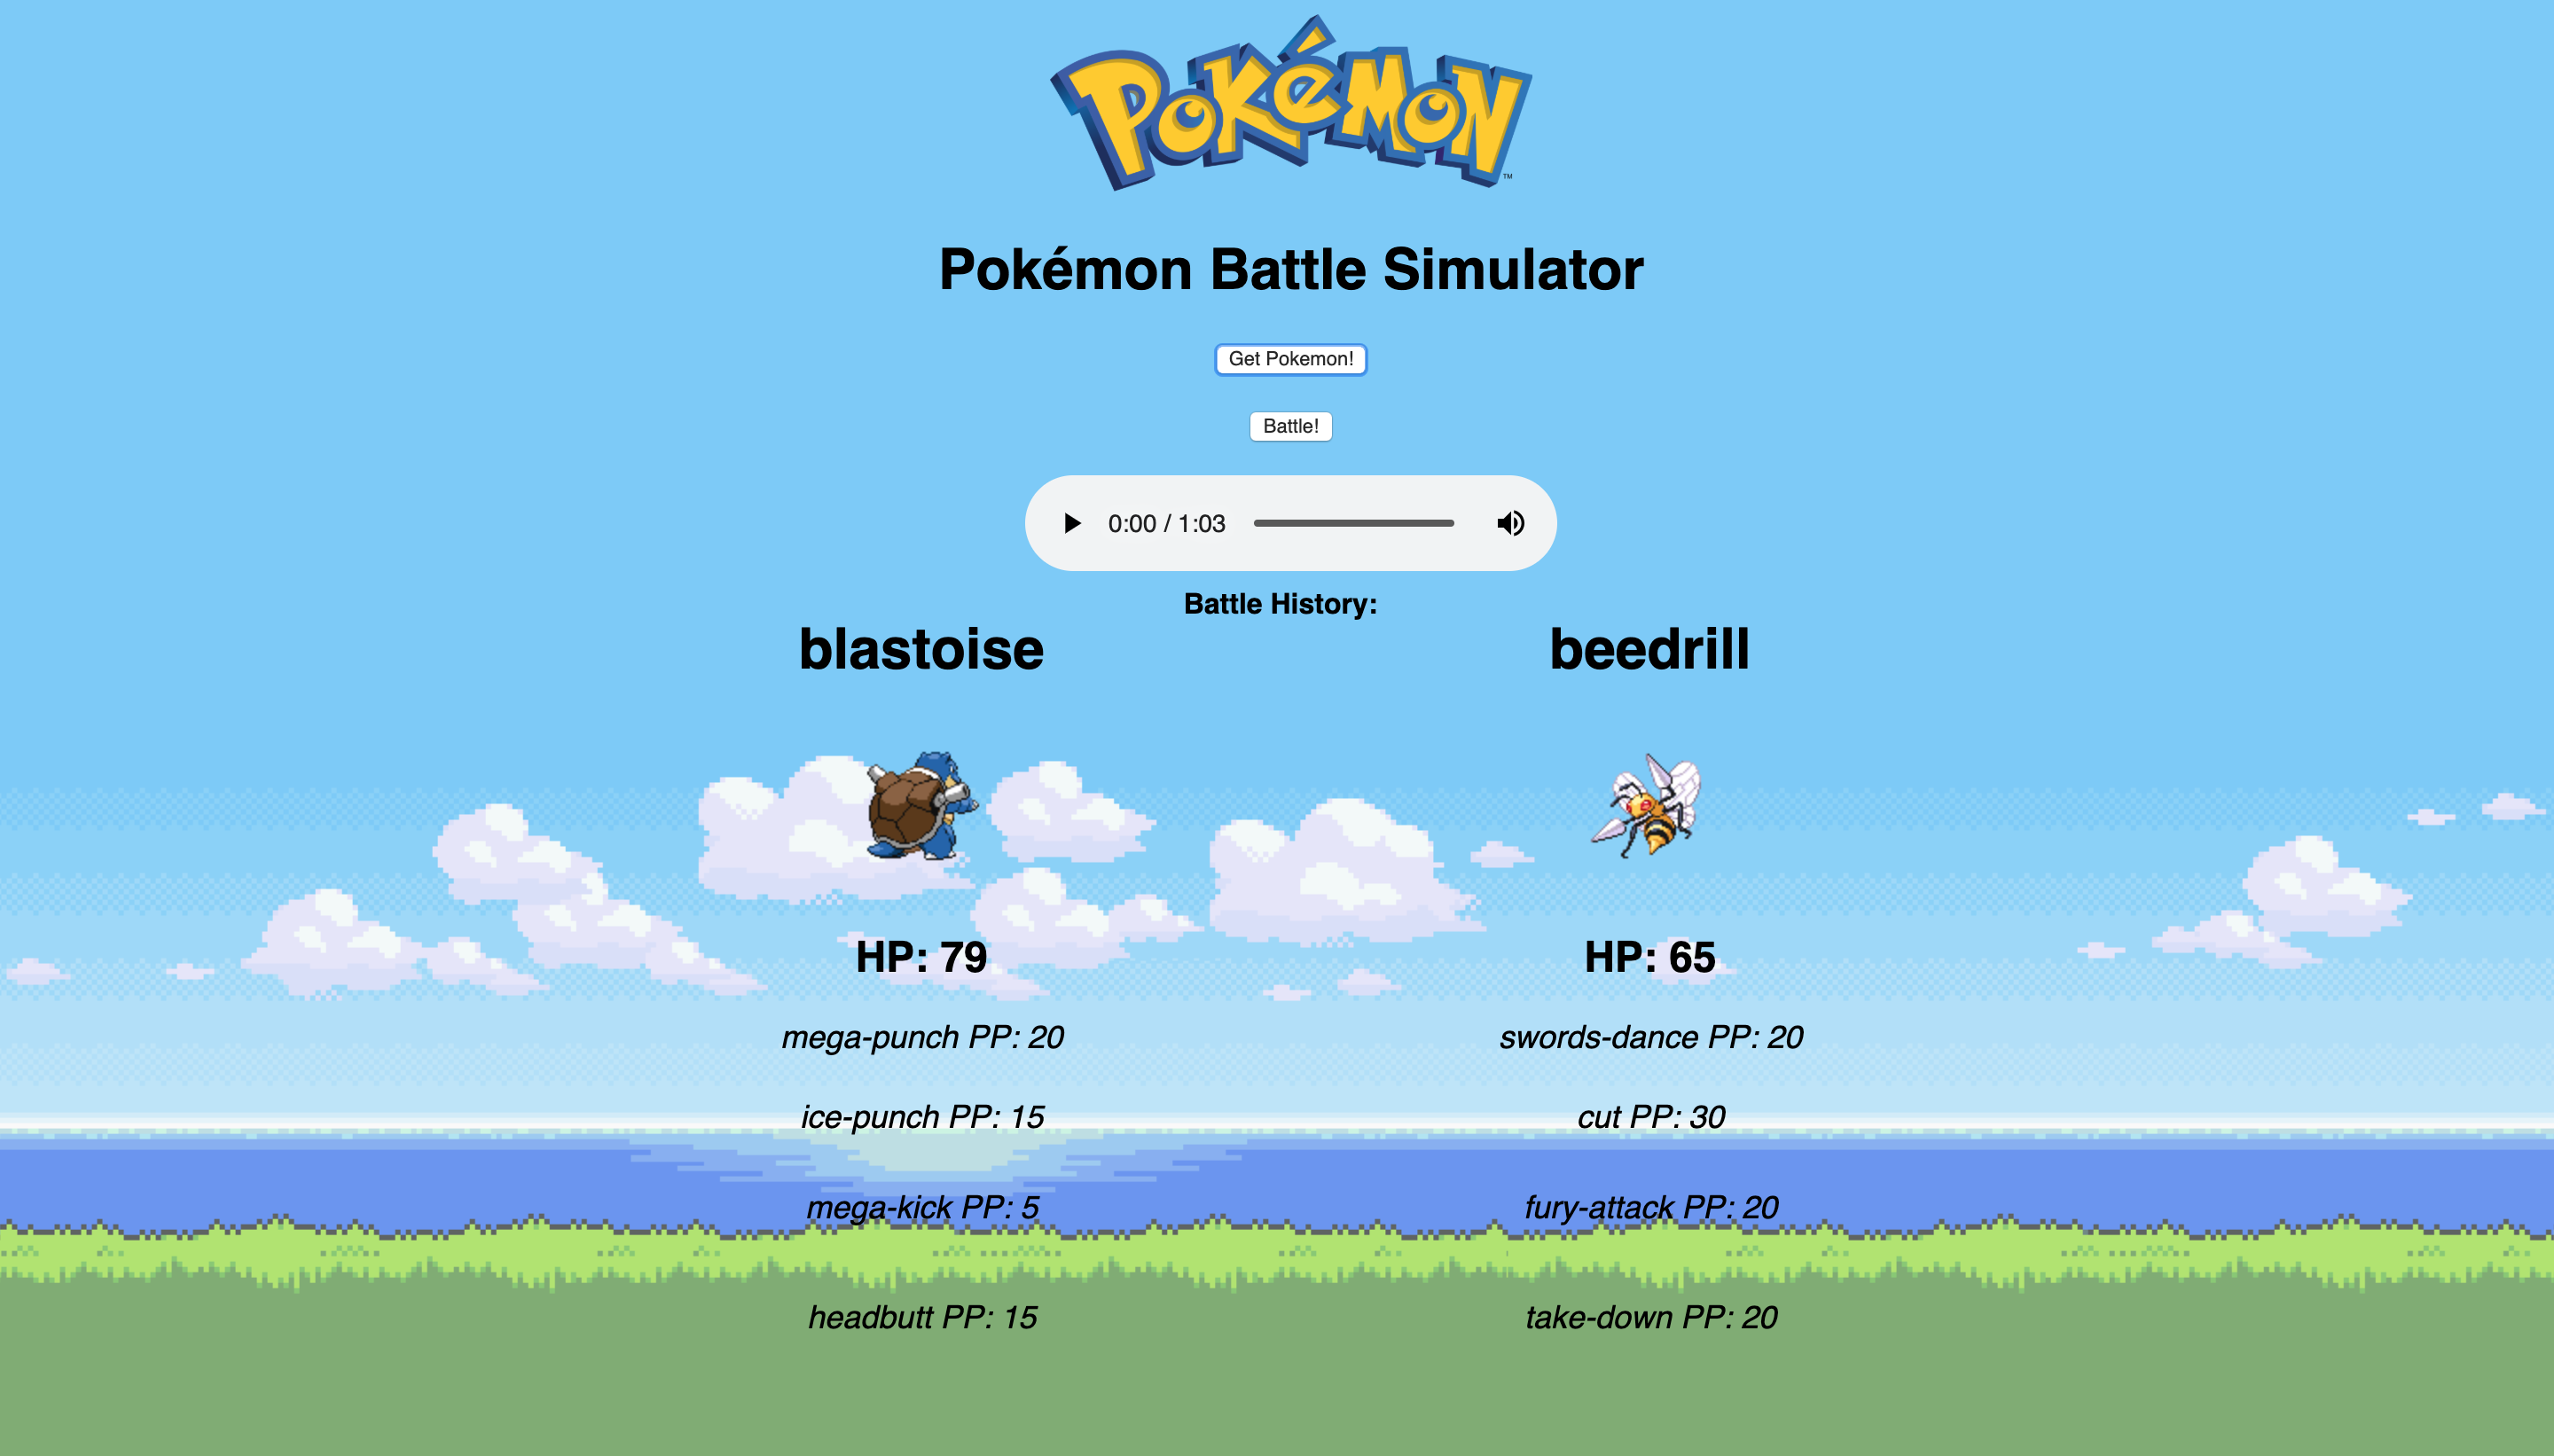 Pokémon
TM
Pokémon Battle Simulator
Get Pokemon!
Battle!
0:00 / 1:03
Battle History:
blastoise
beedrill
HP: 79
HP: 65
mega-punch PP: 20
swords-dance PP: 20
ice-punch PP: 15
cut PP: 30
mega-kick PP: 5
fury-attack PP: 20
headbutt PP: 15
take-down PP: 20